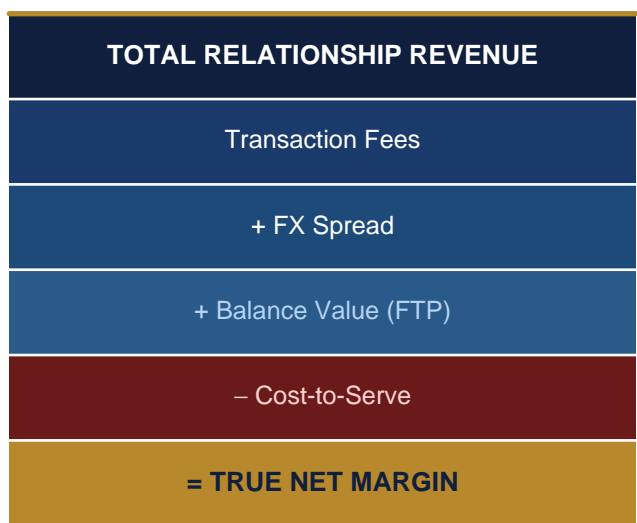 TOTAL RELATIONSHIP REVENUE
Transaction Fees
+ FX Spread
+ Balance Value (FTP)
– Cost-to-Serve
= TRUE NET MARGIN